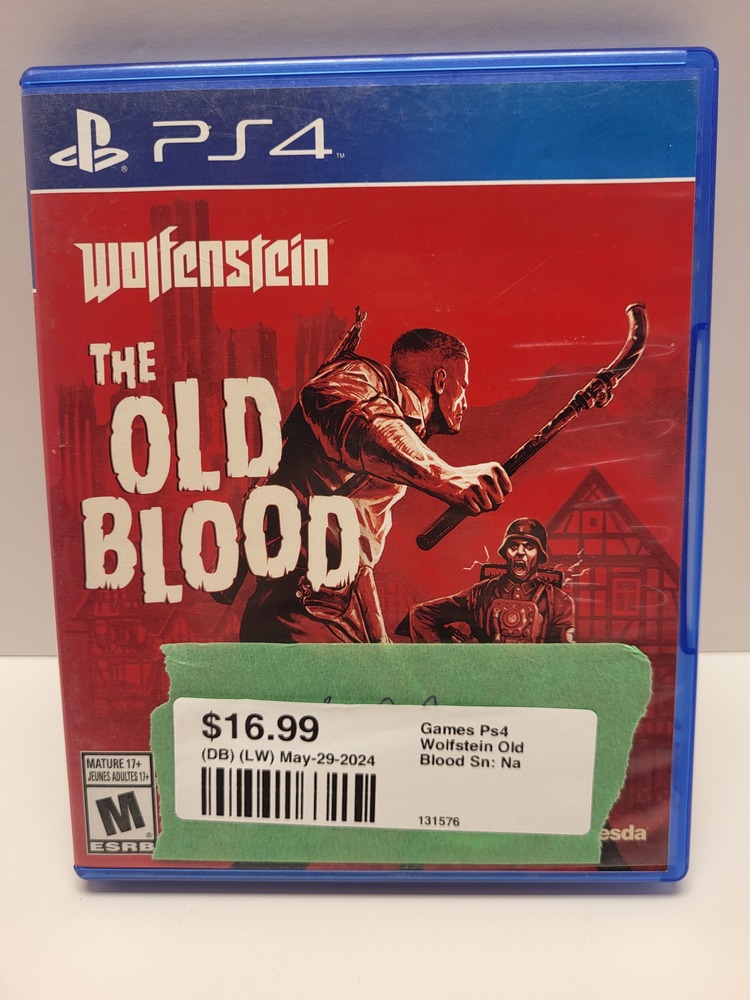 PS4™
Wolfenstein®
THE
OLD
BLOOD
$16.99
(DB) (LW) May-29-2024
Games Ps4
Wolfstein Old
Blood Sn: Na
131576
MATURE 17+
JEUNES ADULTES 17+
M®
ESRB
esda